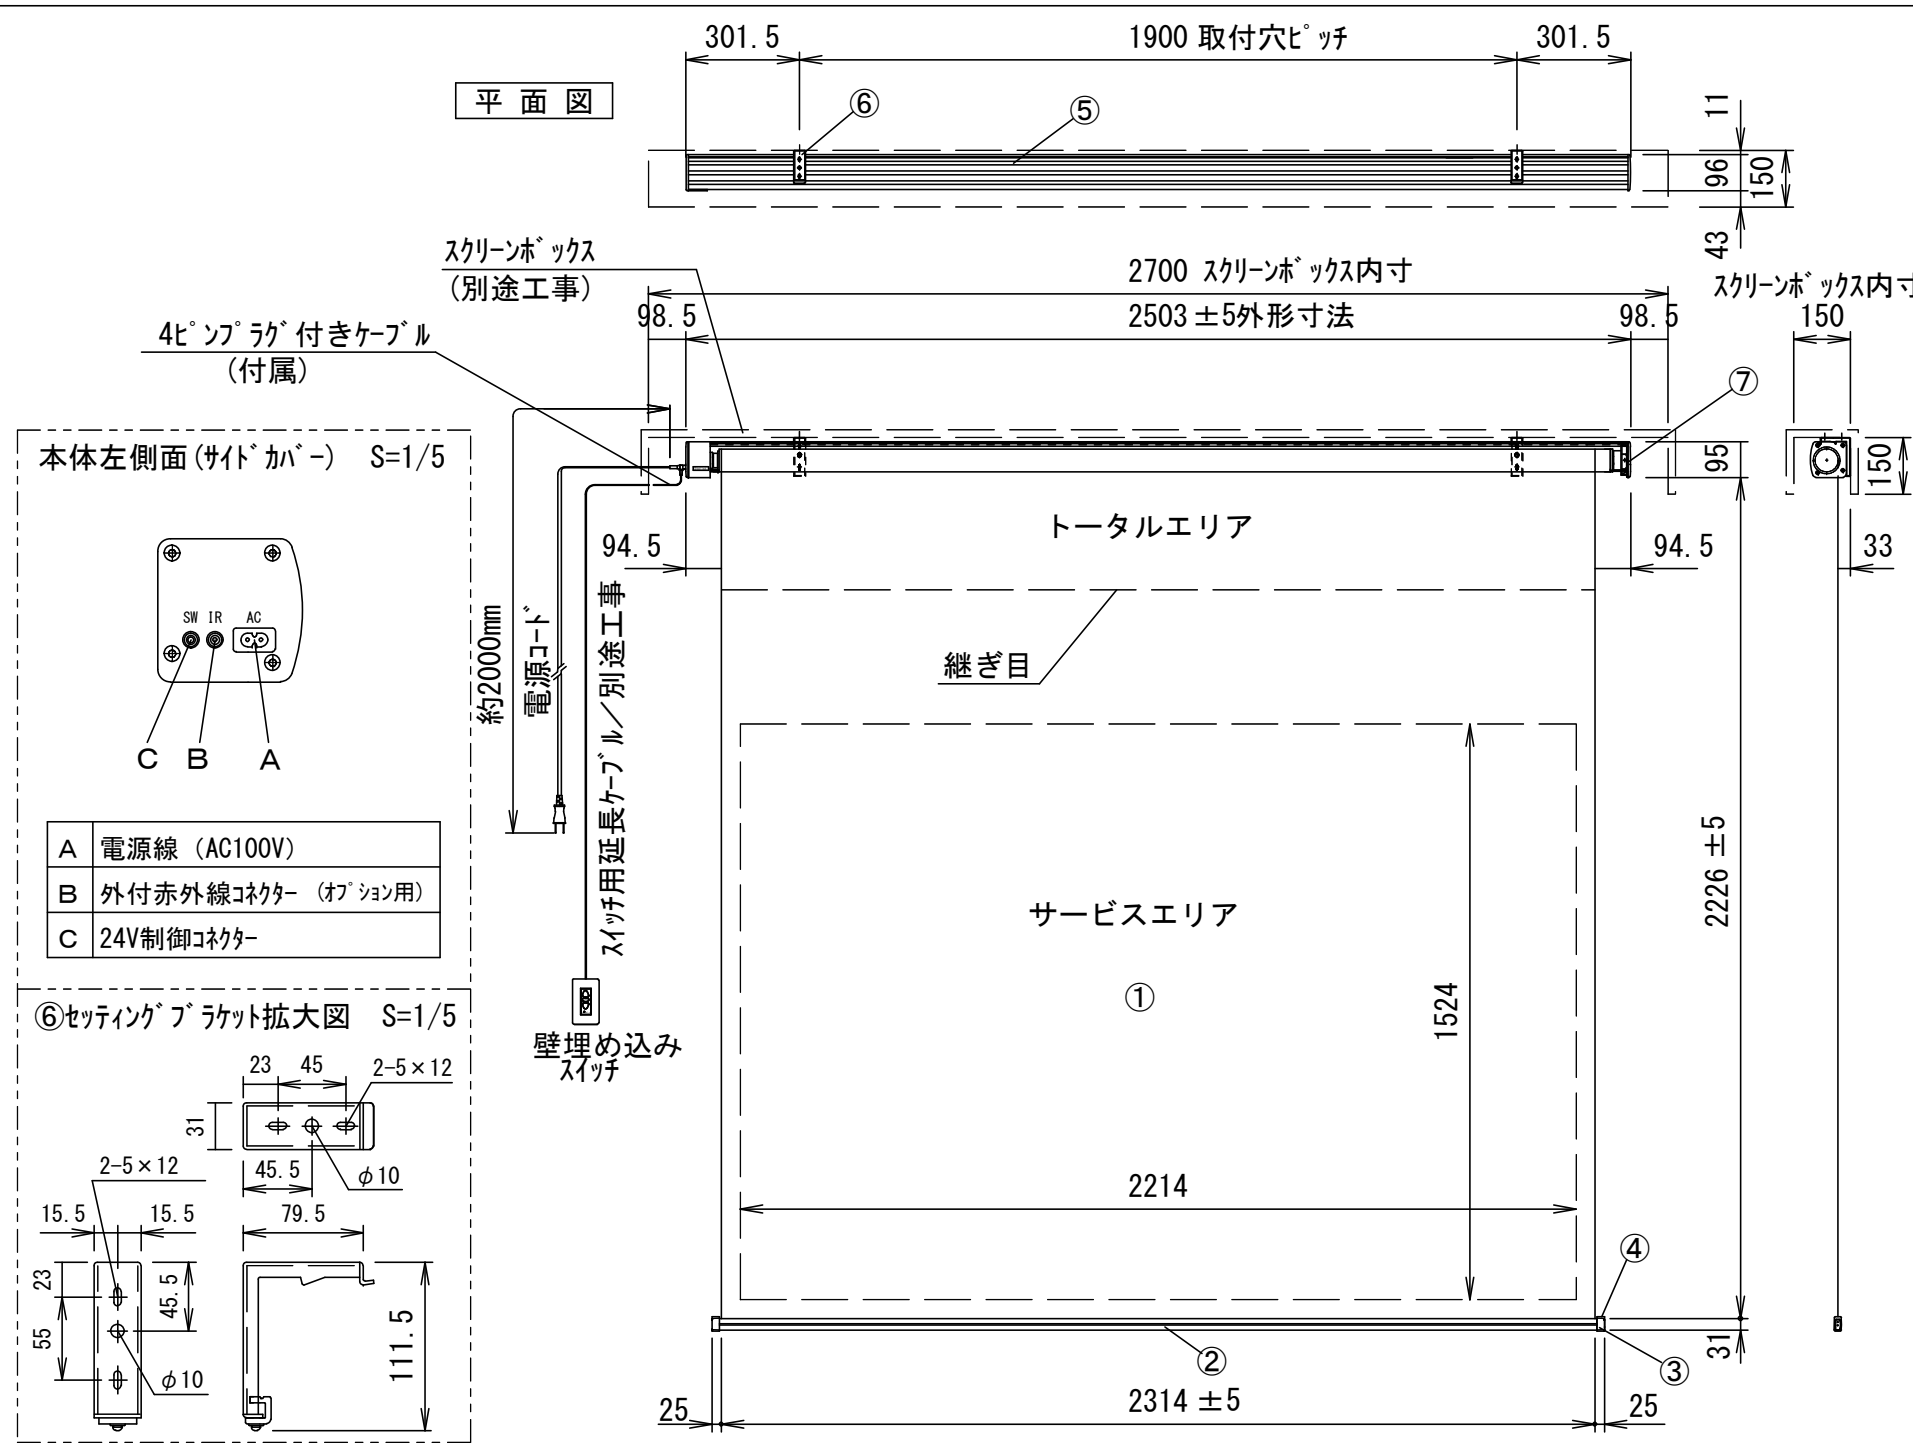 301.5
1900 取付穴ピッチ
301.5
平面図
⑥
⑤
11
96
150
43
スクリーンボックス
(別途工事)
2700 スクリーンボックス内寸
スクリーンボックス内寸
98.5
2503±5外形寸法
98.5
150
4ピンプラグ付きケーブル
(付属)
⑦
本体左側面(サイドカバー) S=1/5
95
150
トータルエリア
94.5
94.5
33
SW IR AC
約2000mm
電源コード
スイッチ用延長ケーブル/別途工事
継ぎ目
C B A
A 電源線 (AC100V)
B 外付赤外線コネクター (オプション用)
C 24V制御コネクター
2226±5
サービスエリア
①
1524
⑥セッティングブラケット拡大図 S=1/5
壁埋め込み
スイッチ
23 45 2-5×12
31
45.5 φ10
2-5×12
2214
15.5 15.5 79.5
23
45.5
55
111.5
φ10
④
②
③
31
25
2314±5
25